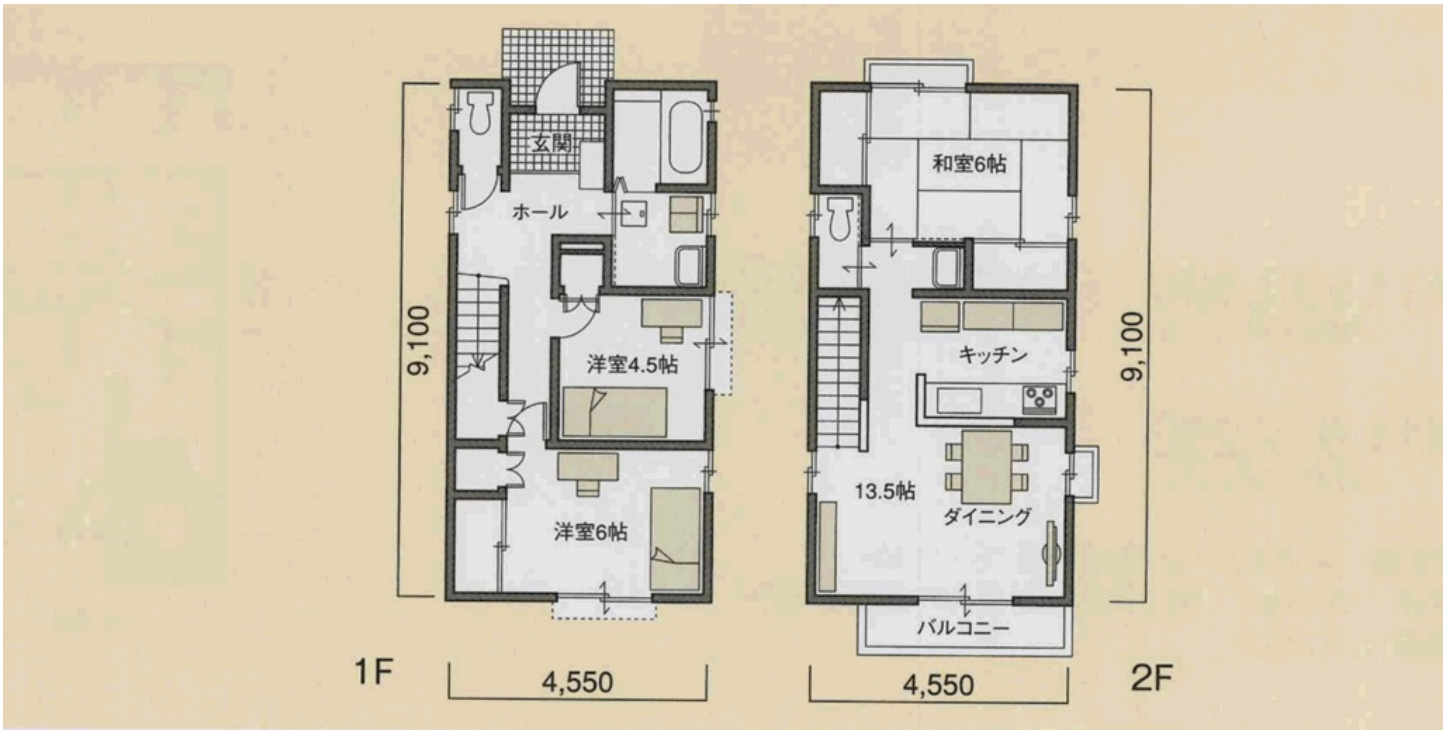 玄関
ホール
9,100
洋室4.5帖
洋室6帖
1F
4,550
和室6帖
キッチン
9,100
13.5帖
ダイニング
バルコニー
4,550
2F